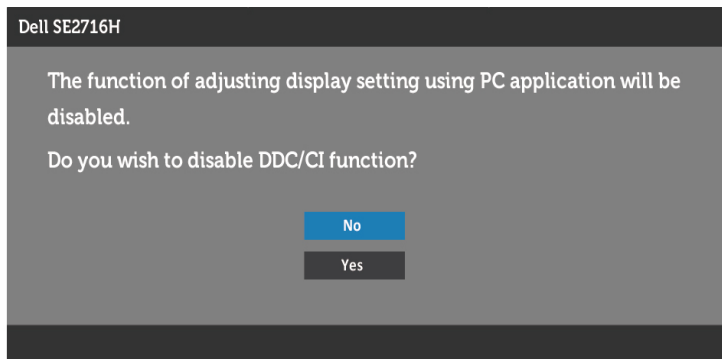 Dell SE2716H
The function of adjusting display setting using PC application will be
disabled.
Do you wish to disable DDC/CI function?
No
Yes